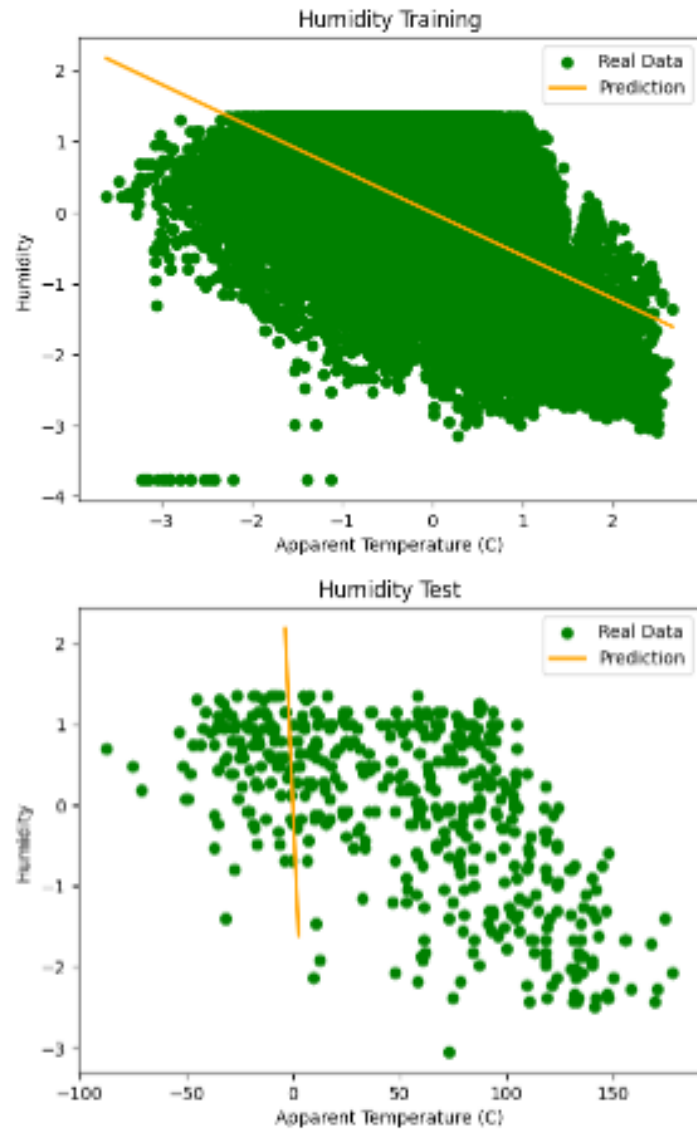 Humidity Training
Real Data
Prediction
2
1
0
−1
−2
−3
−4
Humidity
−3
−2
−1
0
1
2
Apparent Temperature (C)
Humidity Test
Real Data
Prediction
2
1
0
−1
−2
−3
Humidity
−100
−50
0
50
100
150
Apparent Temperature (C)